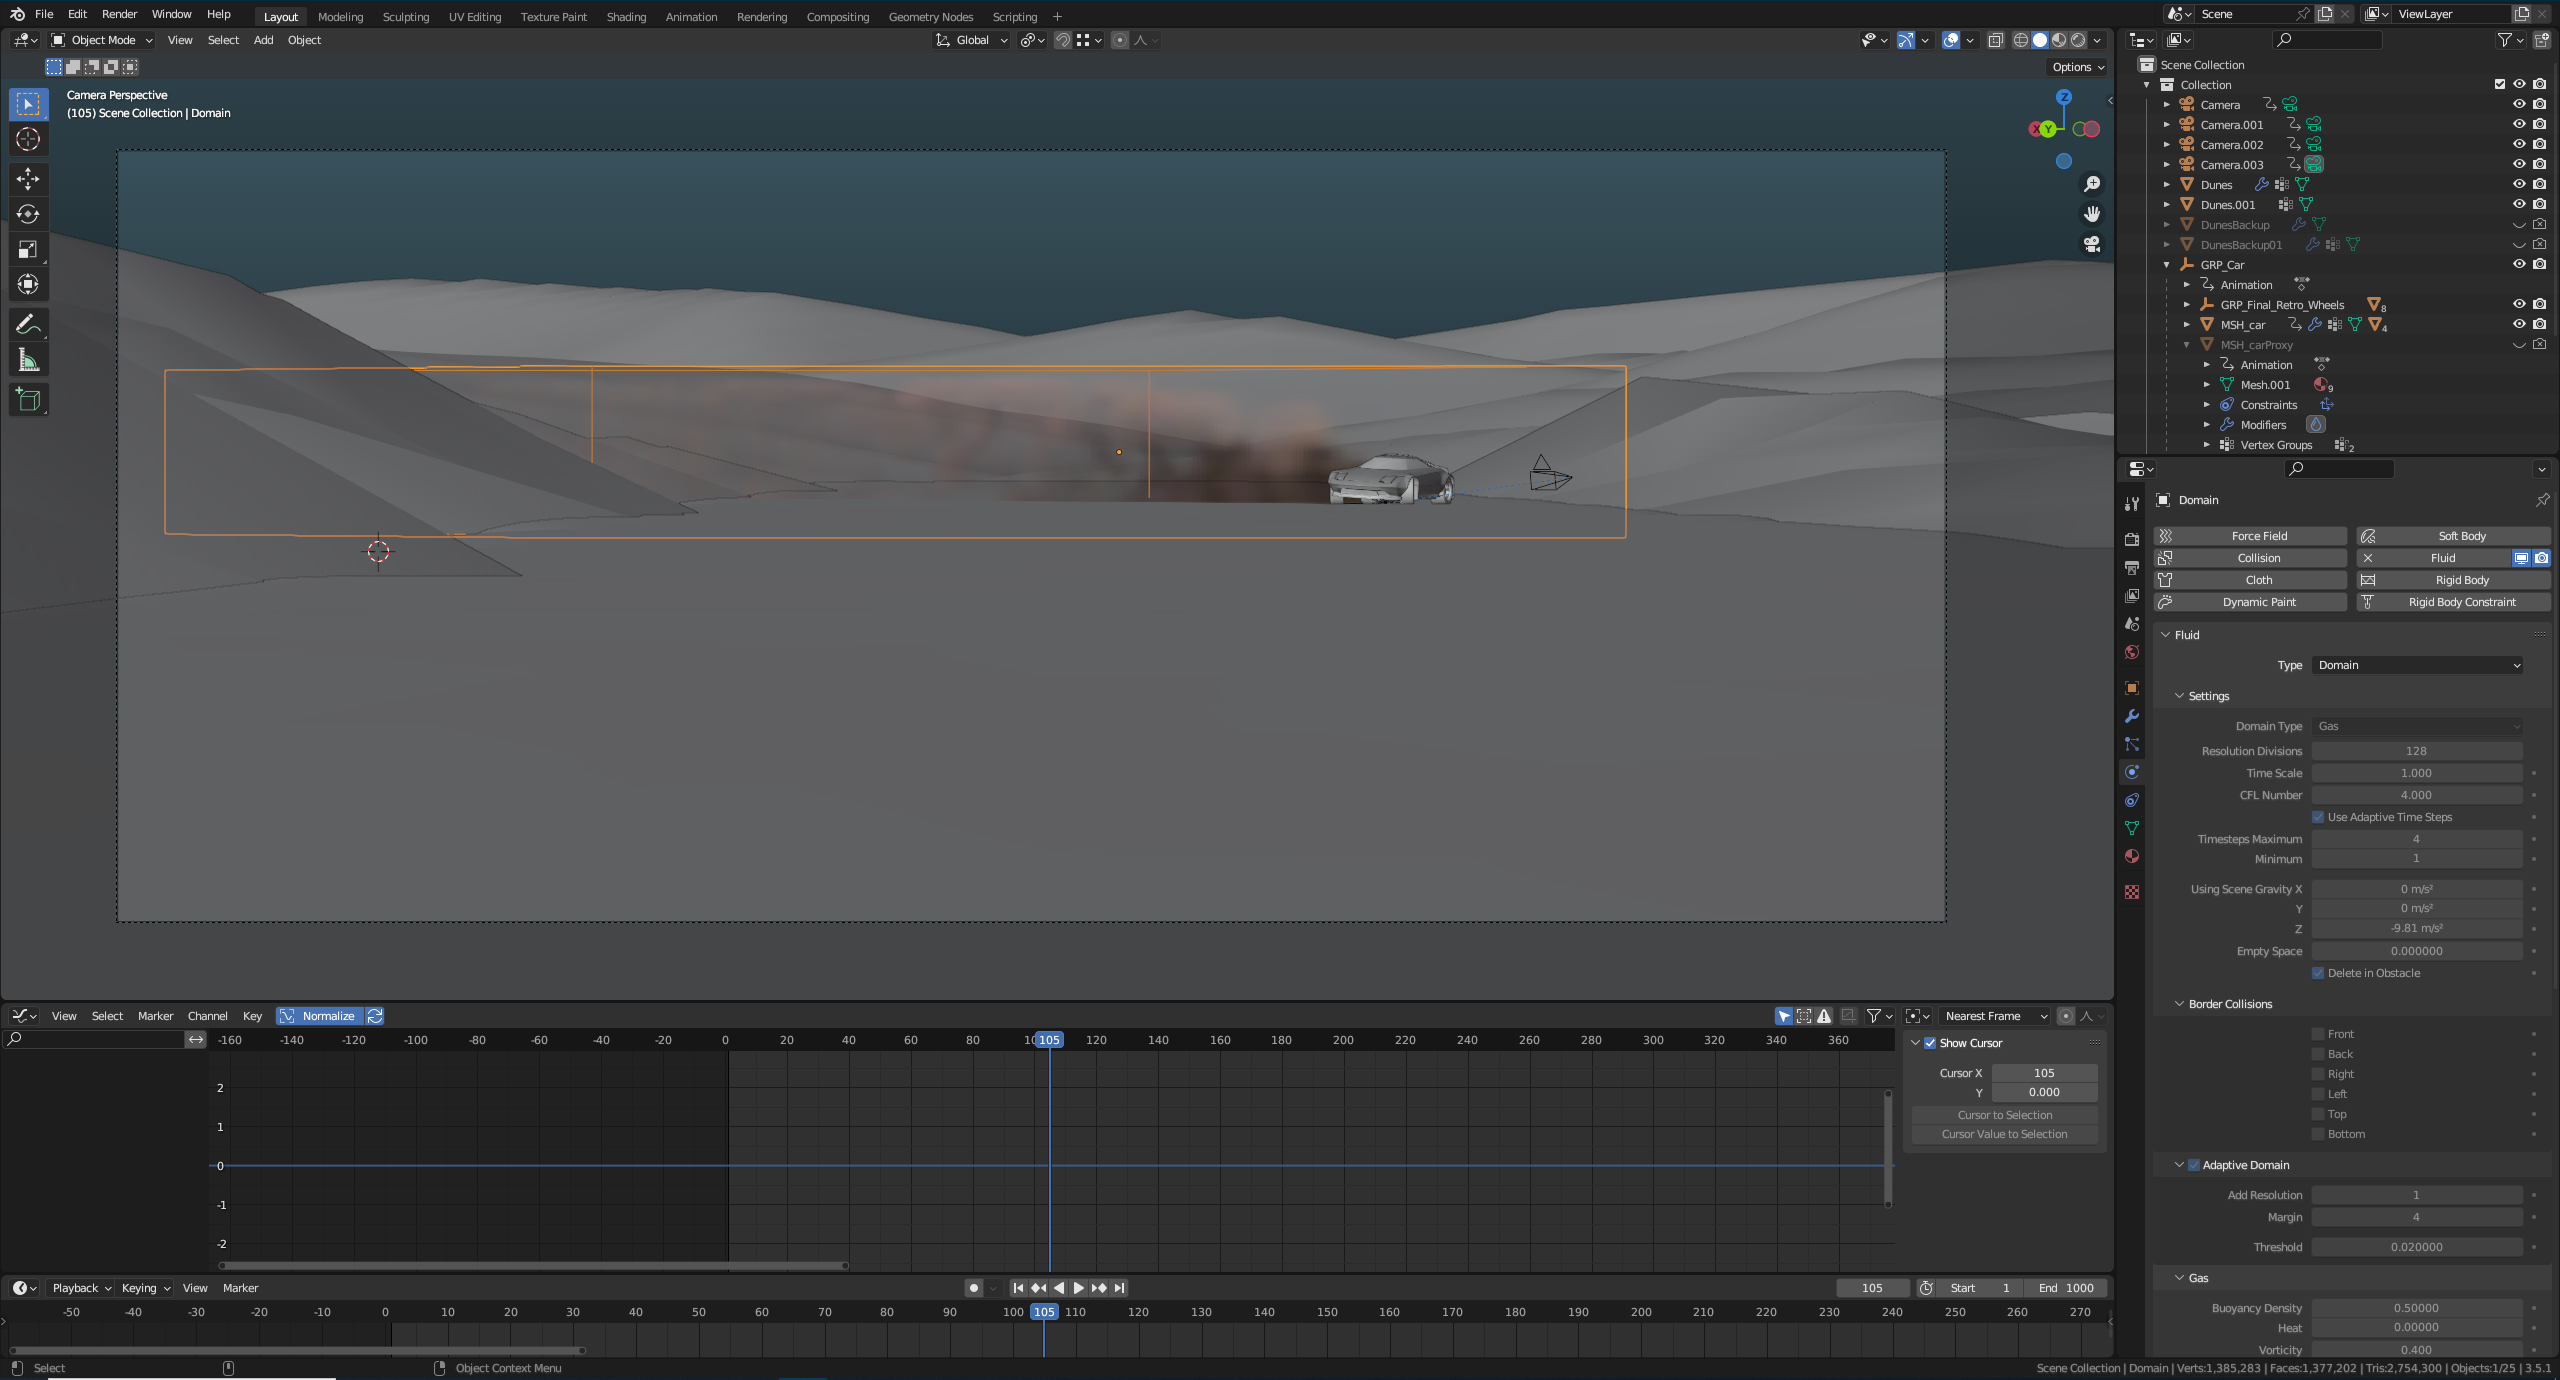 File Edit Render Window Help Layout Modeling Sculpting UV Editing Texture Paint Shading Animation Rendering Compositing Geometry Nodes Scripting + Scene ViewLayer
Object Mode View Select Add Object Global
Options
Camera Perspective
(105) Scene Collection | Domain
Z
X Y
Scene Collection
Collection
Camera
Camera.001
Camera.002
Camera.003
Dunes
Dunes.001
DunesBackup
DunesBackup01
GRP_Car
Animation
GRP_Final_Retro_Wheels 8
MSH_car 4
MSH_carProxy
Animation
Mesh.001 9
Constraints
Modifiers
Vertex Groups 2
Domain
Force Field Soft Body
Collision Fluid
Cloth Rigid Body
Dynamic Paint Rigid Body Constraint
Fluid
Type Domain
Settings
Domain Type Gas
Resolution Divisions 128
Time Scale 1.000
CFL Number 4.000
Use Adaptive Time Steps
Timesteps Maximum 4
Minimum 1
Using Scene Gravity X 0 m/s²
Y 0 m/s²
Z -9.81 m/s²
Empty Space 0.000000
Delete in Obstacle
Border Collisions
Front
Back
Right
Left
Top
Bottom
Adaptive Domain
Add Resolution 1
Margin 4
Threshold 0.020000
Gas
Buoyancy Density 0.50000
Heat 0.00000
Vorticity 0.400
View Select Marker Channel Key Normalize Nearest Frame
-160 -140 -120 -100 -80 -60 -40 -20 0 20 40 60 80 10 105 120 140 160 180 200 220 240 260 280 300 320 340 360
2
1
0
-1
-2
Show Cursor
Cursor X 105
Y 0.000
Cursor to Selection
Cursor Value to Selection
Playback Keying View Marker 105 Start 1 End 1000
-50 -40 -30 -20 -10 0 10 20 30 40 50 60 70 80 90 100 105 110 120 130 140 150 160 170 180 190 200 210 220 230 240 250 260 270
Select Object Context Menu Scene Collection | Domain | Verts:1,385,283 | Faces:1,377,202 | Tris:2,754,300 | Objects:1/25 | 3.5.1